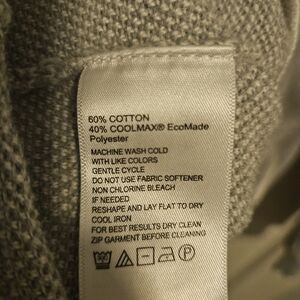 60% COTTON
40% COOLMAX® EcoMade
Polyester
MACHINE WASH COLD
WITH LIKE COLORS
GENTLE CYCLE
DO NOT USE FABRIC SOFTENER
NON CHLORINE BLEACH
IF NEEDED
RESHAPE AND LAY FLAT TO DRY
COOL IRON
FOR BEST RESULTS DRY CLEAN
ZIP GARMENT BEFORE CLEANING